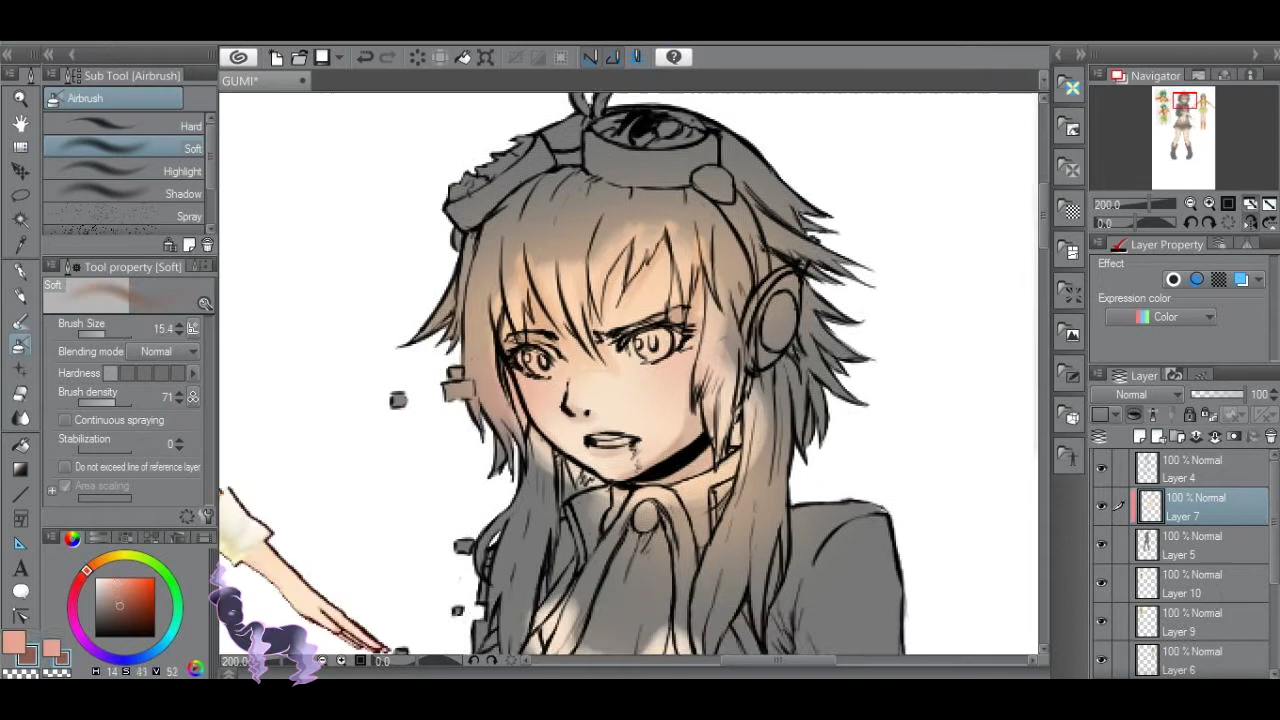 Sub Tool [Airbrush]
Airbrush
Hard
Soft
Highlight
Shadow
Spray
Tool property [Soft]
Soft
Brush Size 15.4
Blending mode Normal
Hardness
Brush density 71
Continuous spraying
Stabilization 0
Do not exceed line of reference layer
Area scaling
H 14 S 43 V 52
GUMI*
200.0 0.0
Navigator
200.0
0.0
Layer Property
Effect
Expression color
Color
Layer
Normal 100
100 % Normal
Layer 4
100 % Normal
Layer 7
100 % Normal
Layer 5
100 % Normal
Layer 10
100 % Normal
Layer 9
100 % Normal
Layer 6